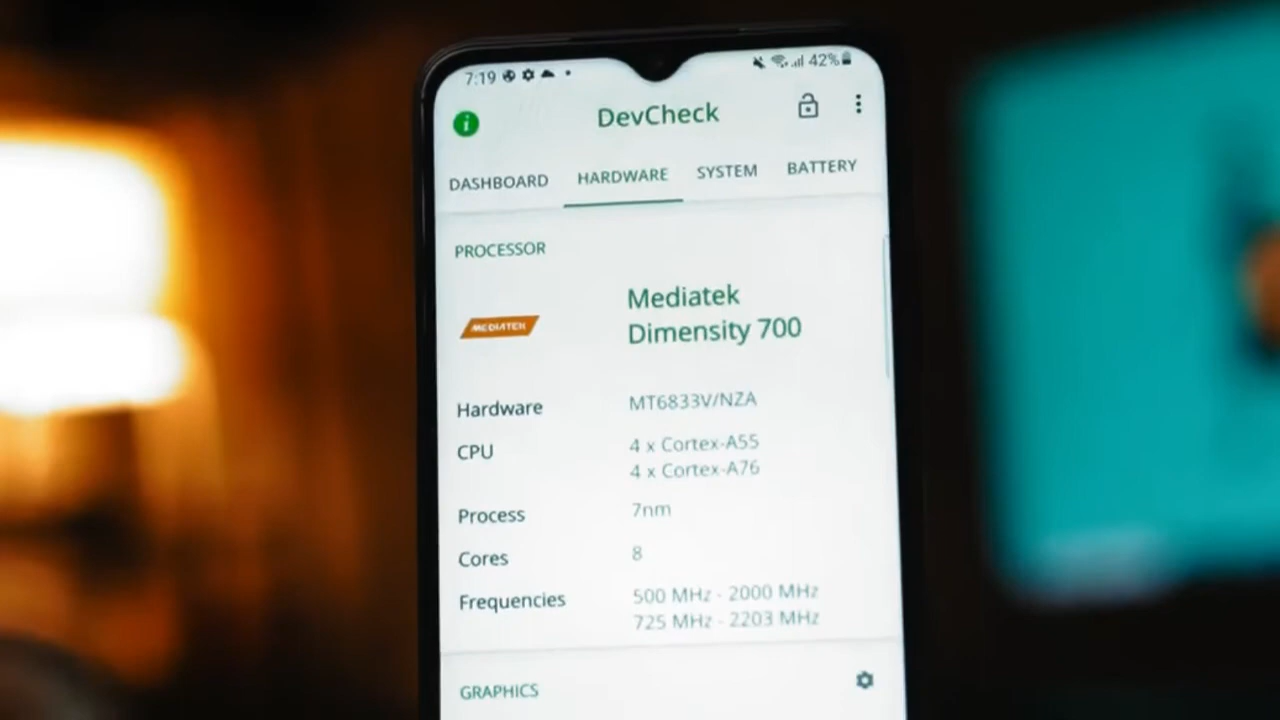 7:19 42%
DevCheck
DASHBOARD HARDWARE SYSTEM BATTERY
PROCESSOR
Mediatek
Dimensity 700
MEDIATEK
Hardware MT6833V/NZA
CPU 4 x Cortex-A55
4 x Cortex-A76
Process 7nm
Cores 8
Frequencies 500 MHz - 2000 MHz
725 MHz - 2203 MHz
GRAPHICS